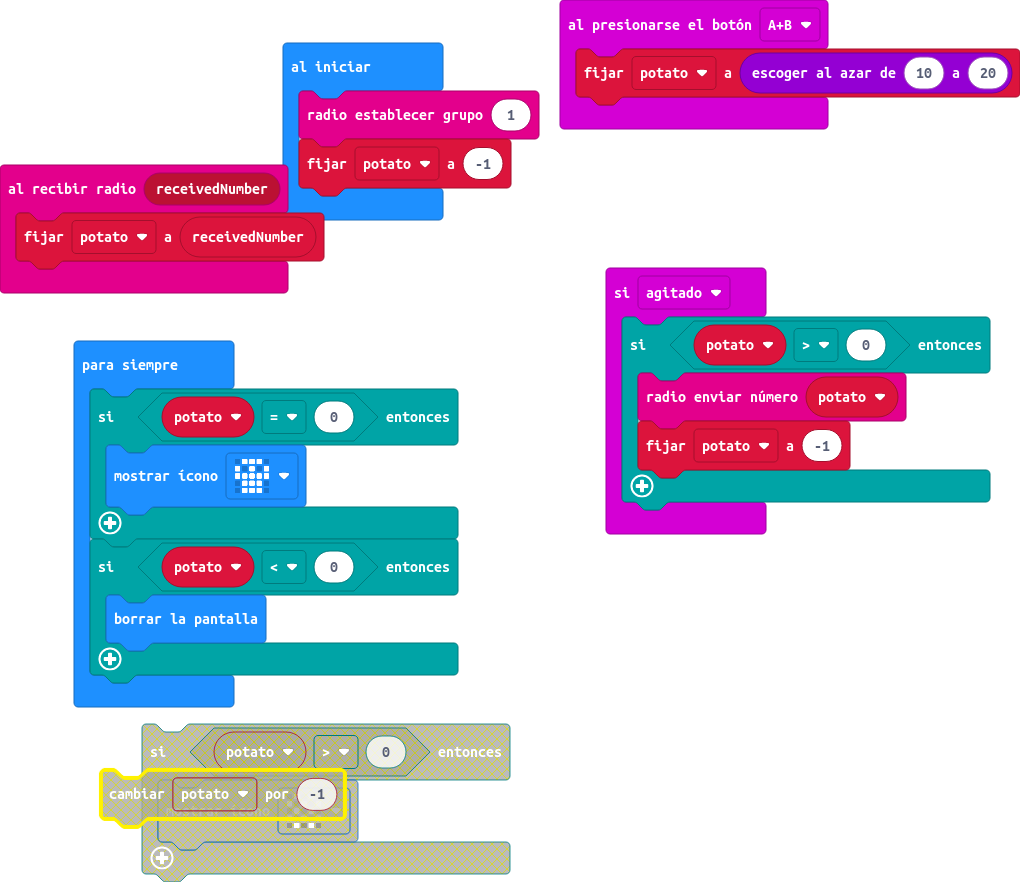 al iniciar
radio establecer grupo 1
fijar potato a -1
al recibir radio receivedNumber
fijar potato a receivedNumber
al presionarse el botón A+B
fijar potato a escoger al azar de 10 a 20
si agitado
si potato > 0 entonces
radio enviar número potato
fijar potato a -1
para siempre
si potato = 0 entonces
mostrar ícono
si potato < 0 entonces
borrar la pantalla
si potato > 0 entonces
cambiar potato por -1